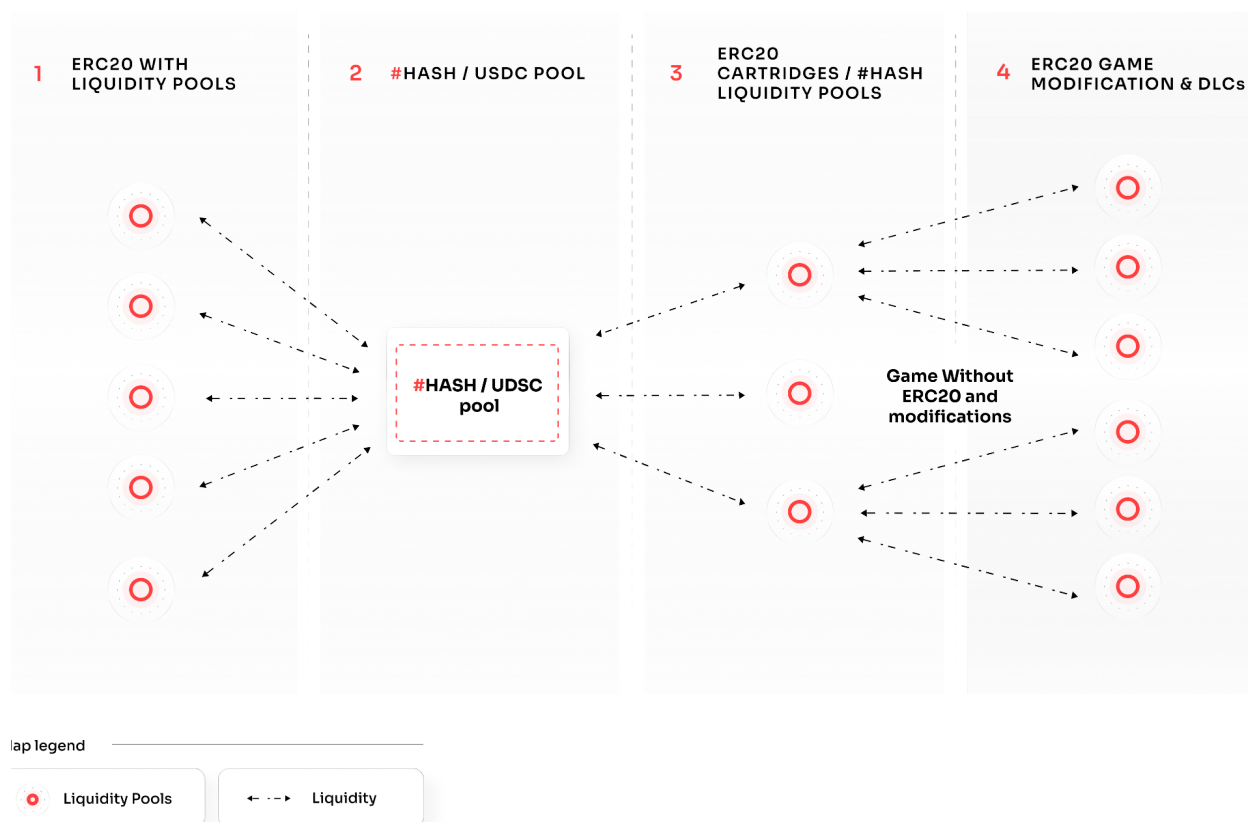 1 ERC20 WITH
LIQUIDITY POOLS
2 #HASH / USDC POOL
3 ERC20
CARTRIDGES / #HASH
LIQUIDITY POOLS
4 ERC20 GAME
MODIFICATION & DLCs
#HASH / UDSC
pool
Game Without
ERC20 and
modifications
lap legend
Liquidity Pools
Liquidity